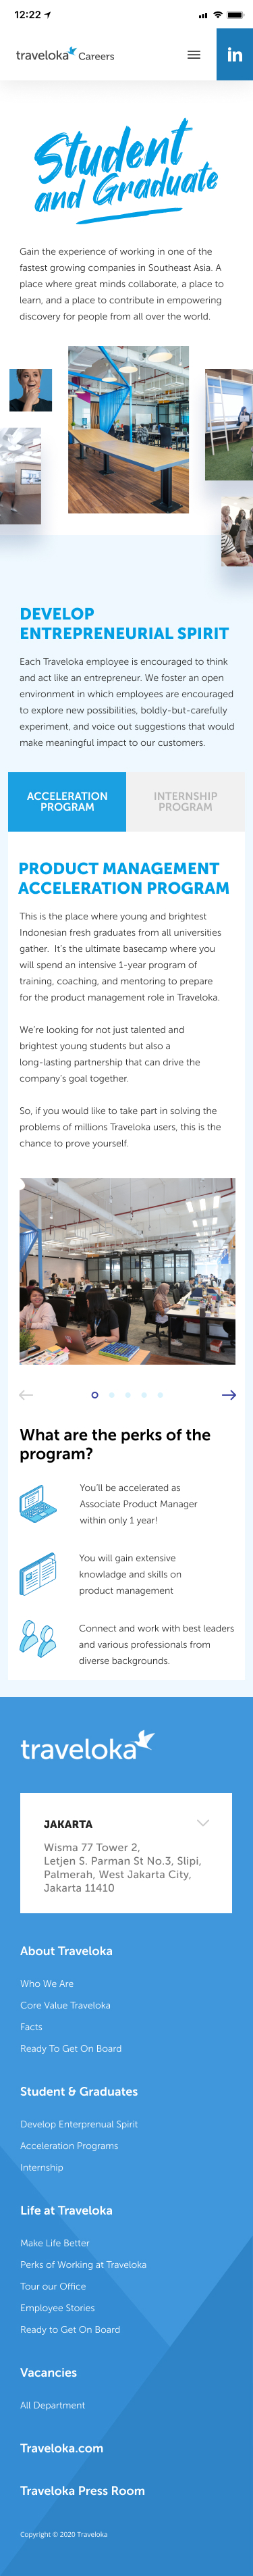 12:22
traveloka Careers
in
Student
and Graduate
Gain the experience of working in one of the
fastest growing companies in Southeast Asia. A
place where great minds collaborate, a place to
learn, and a place to contribute in empowering
discovery for people from all over the world.
DEVELOP
ENTREPRENEURIAL SPIRIT
Each Traveloka employee is encouraged to think
and act like an entrepreneur. We foster an open
environment in which employees are encouraged
to explore new possibilities, boldly-but-carefully
experiment, and voice out suggestions that would
make meaningful impact to our customers.
ACCELERATION
PROGRAM
INTERNSHIP
PROGRAM
PRODUCT MANAGEMENT
ACCELERATION PROGRAM
This is the place where young and brightest
Indonesian fresh graduates from all universities
gather.  It's the ultimate basecamp where you
will spend an intensive 1-year program of
training, coaching, and mentoring to prepare
for the product management role in Traveloka.
We're looking for not just talented and
brightest young students but also a
long-lasting partnership that can drive the
company's goal together.
So, if you would like to take part in solving the
problems of millions Traveloka users, this is the
chance to prove yourself.
What are the perks of the
program?
You'll be accelerated as
Associate Product Manager
within only 1 year!
You will gain extensive
knowladge and skills on
product management
Connect and work with best leaders
and various professionals from
diverse backgrounds.
traveloka
JAKARTA
Wisma 77 Tower 2,
Letjen S. Parman St No.3, Slipi,
Palmerah, West Jakarta City,
Jakarta 11410
About Traveloka
Who We Are
Core Value Traveloka
Facts
Ready To Get On Board
Student & Graduates
Develop Enterprenual Spirit
Acceleration Programs
Internship
Life at Traveloka
Make Life Better
Perks of Working at Traveloka
Tour our Office
Employee Stories
Ready to Get On Board
Vacancies
All Department
Traveloka.com
Traveloka Press Room
Copyright © 2020 Traveloka